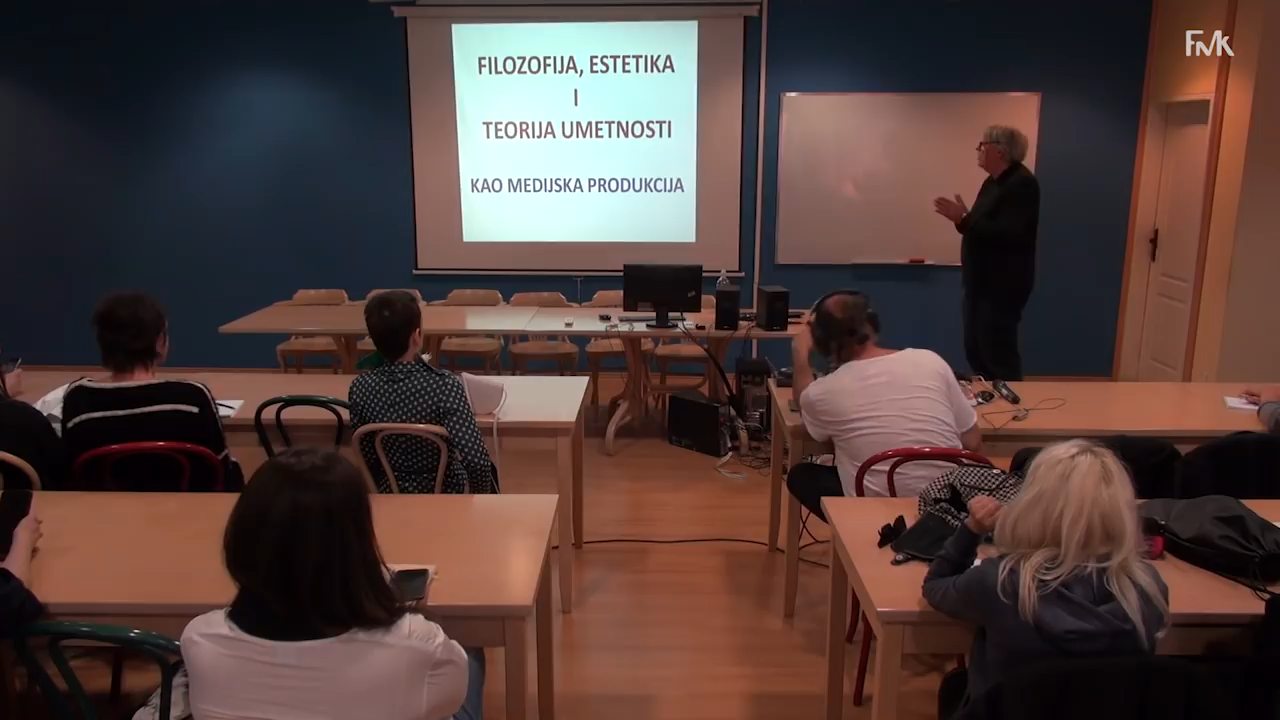 FILOZOFIJA, ESTETIKA
I
TEORIJA UMETNOSTI
KAO MEDIJSKA PRODUKCIJA
FMK